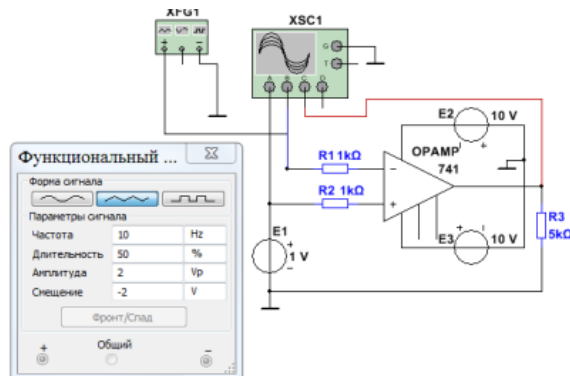 XFG1
XSC1
G
T
A B C D
E2 10 V
R1 1kΩ
OPAMP
741
R2 1kΩ
R3
5kΩ
E1
1 V
E3 10 V
Функциональный ...
Форма сигнала
Параметры сигнала
Частота 10 Hz
Длительность 50 %
Амплитуда 2 Vp
Смещение -2 V
Фронт/Спад
+ Общий −